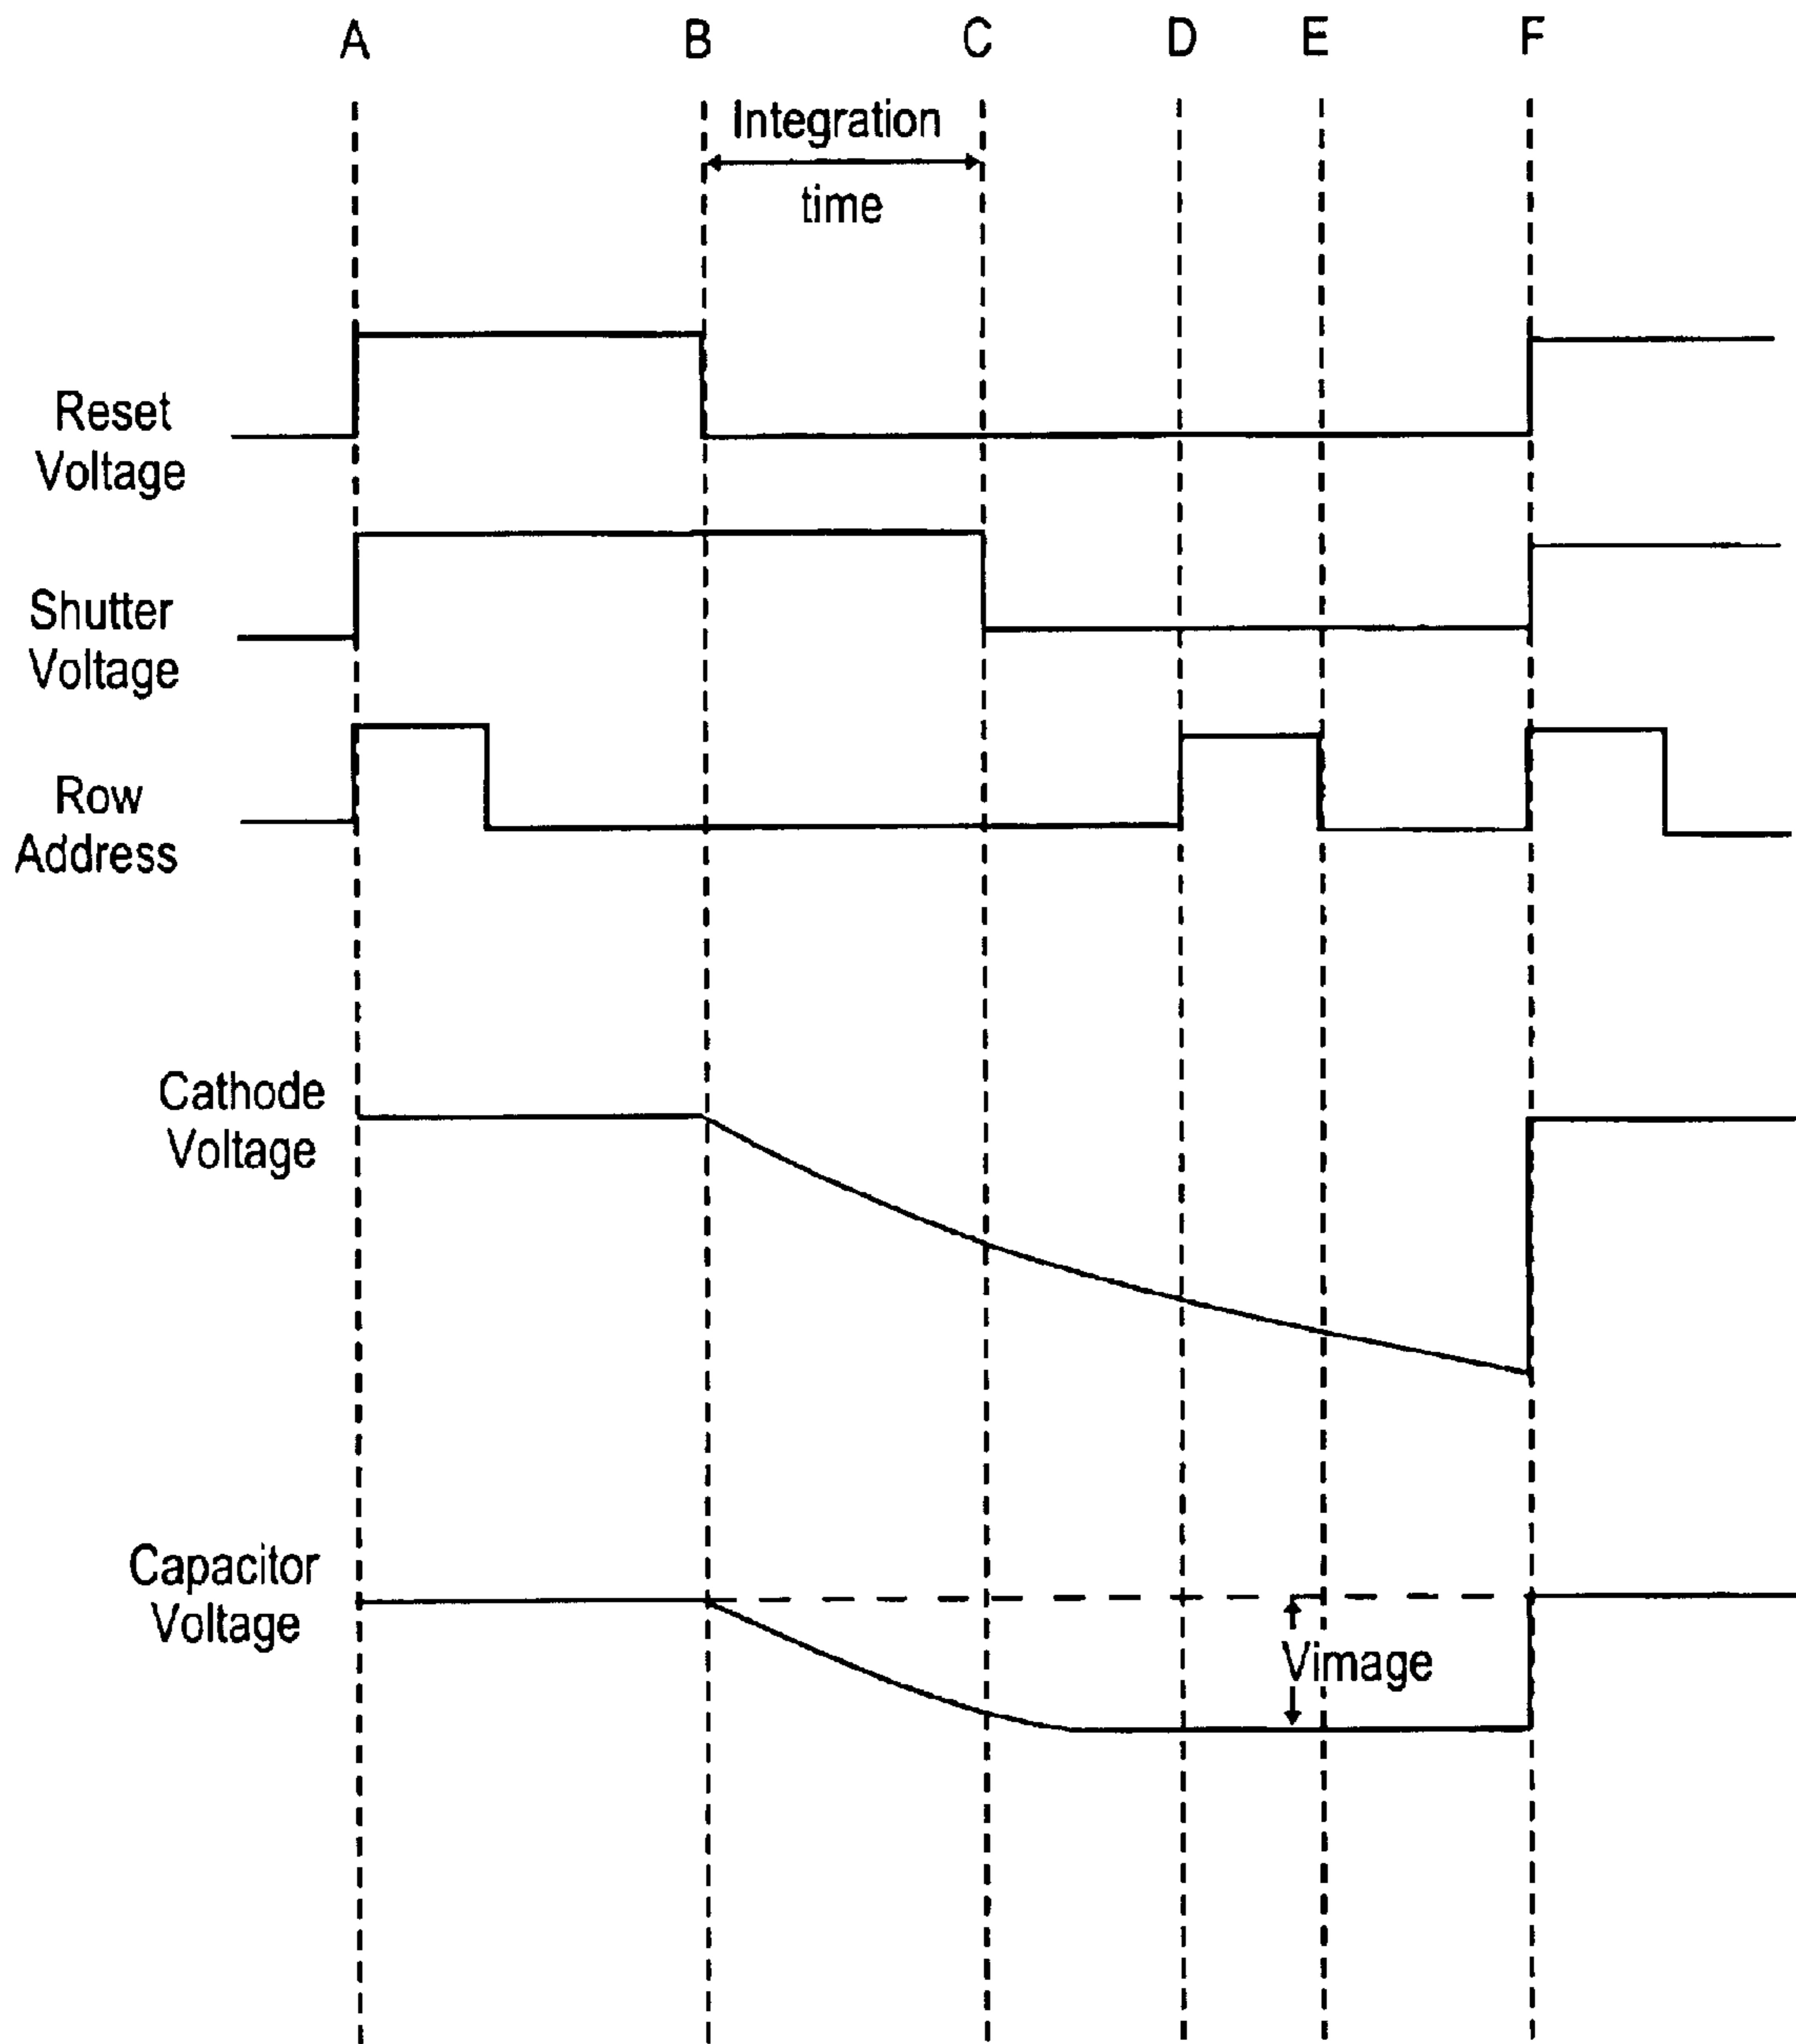 A B C D E F
Integration
time
Reset
Voltage
Shutter
Voltage
Row
Address
Cathode
Voltage
Capacitor
Voltage
Vimage